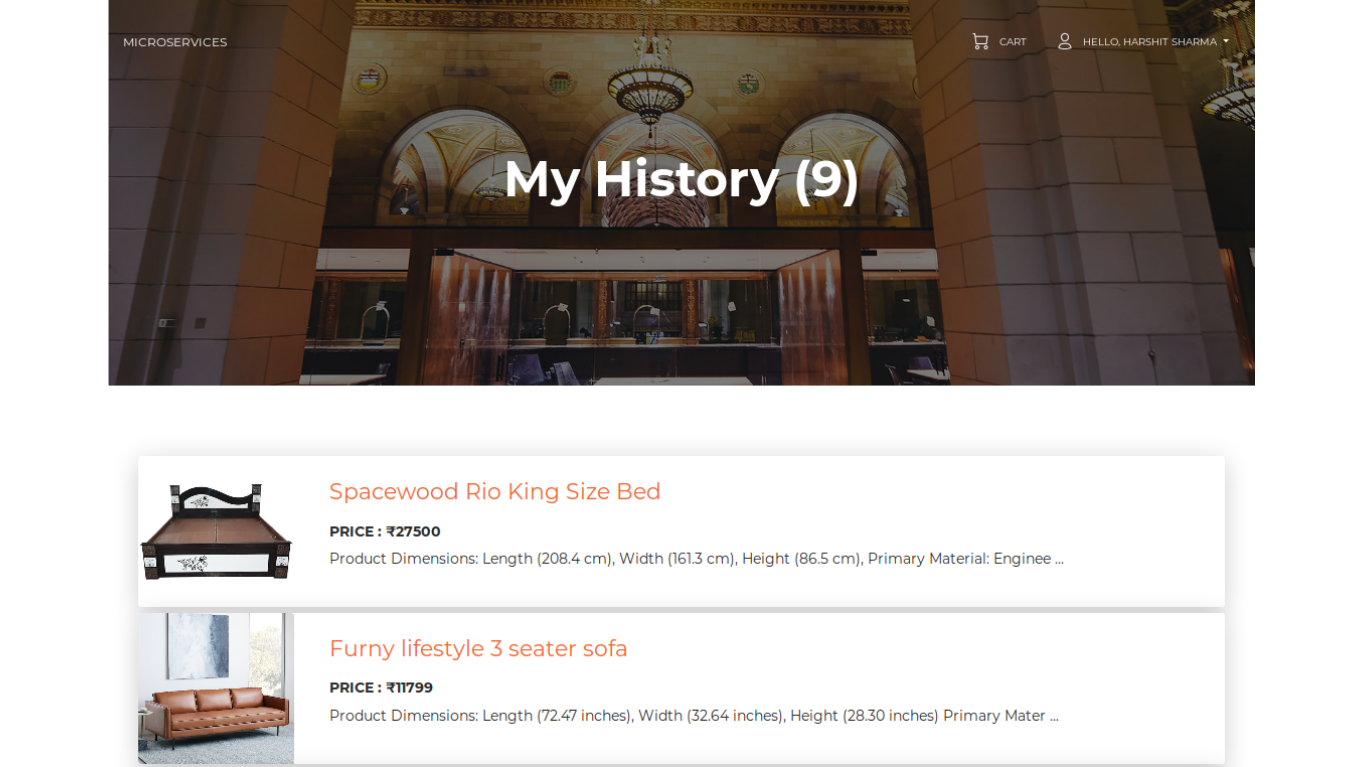 MICROSERVICES
CART
HELLO, HARSHIT SHARMA
My History (9)
Spacewood Rio King Size Bed
PRICE : ₹27500
Product Dimensions: Length (208.4 cm), Width (161.3 cm), Height (86.5 cm), Primary Material: Enginee ...
Furny lifestyle 3 seater sofa
PRICE : ₹11799
Product Dimensions: Length (72.47 inches), Width (32.64 inches), Height (28.30 inches) Primary Mater ...